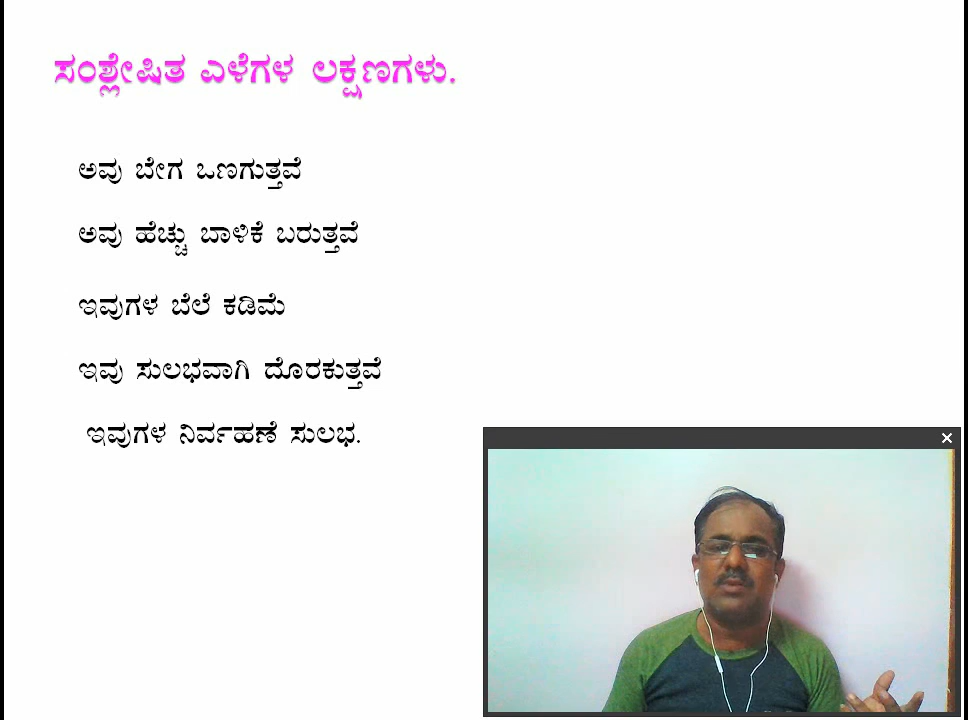 ಸಂಶ್ಲೇಷಿತ ಎಳೆಗಳ ಲಕ್ಷಣಗಳು.
ಅವು ಬೇಗ ಒಣಗುತ್ತವೆ
ಅವು ಹೆಚ್ಚು ಬಾಳಿಕೆ ಬರುತ್ತವೆ
ಇವುಗಳ ಬೆಲೆ ಕಡಿಮೆ
ಇವು ಸುಲಭವಾಗಿ ದೊರಕುತ್ತವೆ
ಇವುಗಳ ನಿರ್ವಹಣೆ ಸುಲಭ.